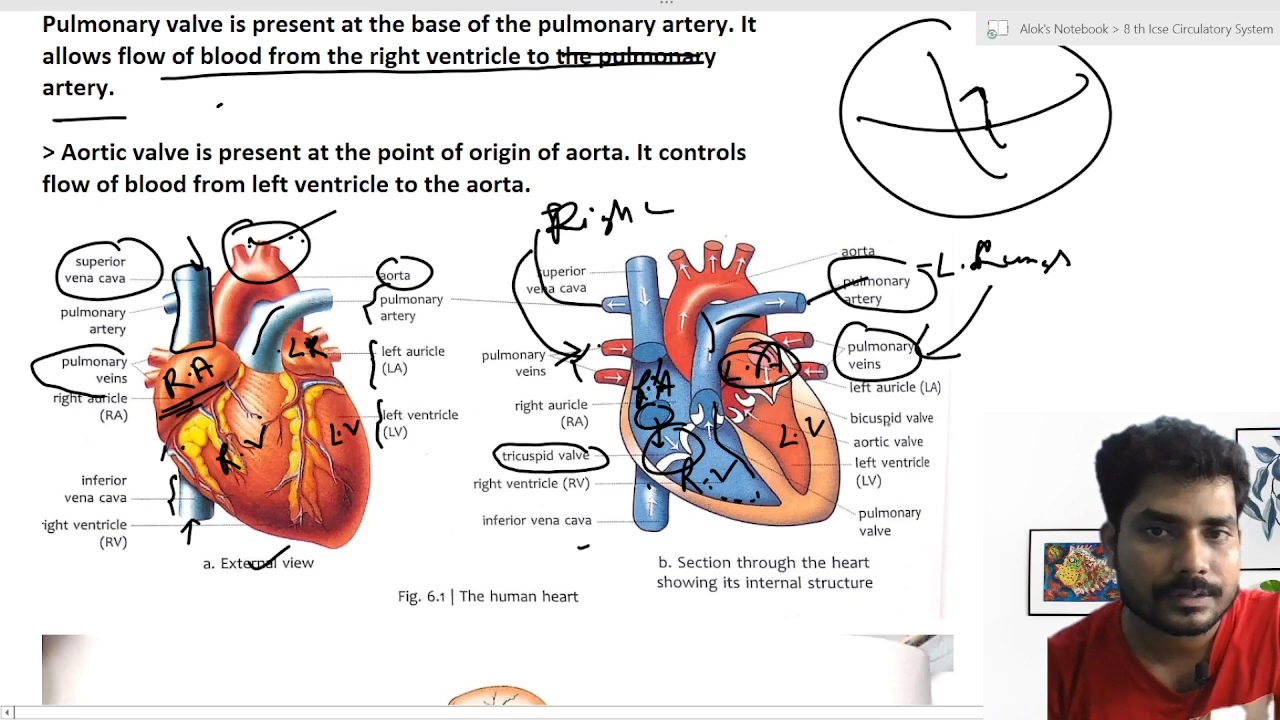 Pulmonary valve is present at the base of the pulmonary artery. It
allows flow of blood from the right ventricle to the pulmonary
artery.
> Aortic valve is present at the point of origin of aorta. It controls
flow of blood from left ventricle to the aorta.
Alok's Notebook > 8 th Icse Circulatory System
superior
vena cava
pulmonary
artery
pulmonary
veins
right auricle
(RA)
inferior
vena cava
right ventricle
(RV)
aorta
pulmonary
artery
left auricle
(LA)
left ventricle
(LV)
R.A
R.V
L.V
a. External view
Right
superior
vena cava
pulmonary
veins
right auricle
(RA)
tricuspid valve
right ventricle (RV)
inferior vena cava
R.A
L.A
L.V
R.V
aorta
pulmonary
artery
L. lungs
pulmonary
veins
left auricle (LA)
bicuspid valve
aortic valve
left ventricle
(LV)
pulmonary
valve
b. Section through the heart
showing its internal structure
Fig. 6.1 | The human heart